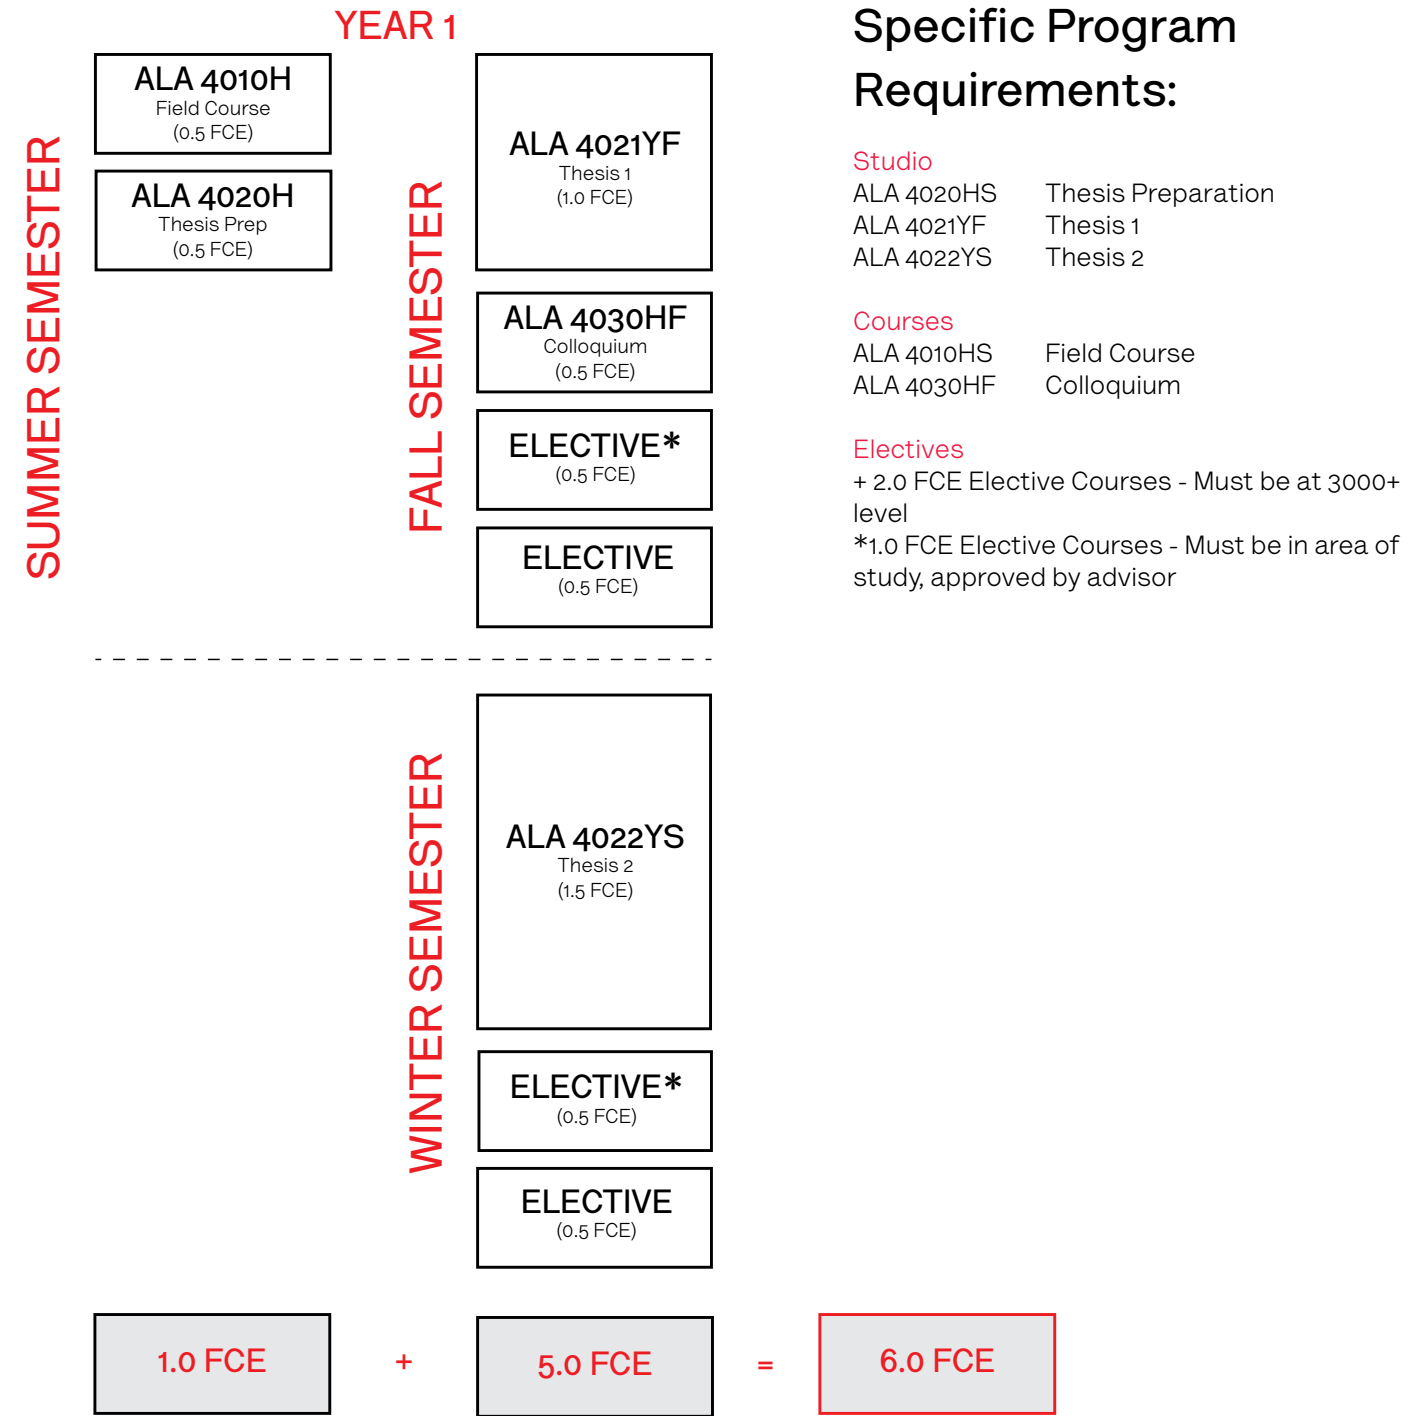 YEAR 1
SUMMER SEMESTER
ALA 4010H
Field Course
(0.5 FCE)
ALA 4020H
Thesis Prep
(0.5 FCE)
FALL SEMESTER
ALA 4021YF
Thesis 1
(1.0 FCE)
ALA 4030HF
Colloquium
(0.5 FCE)
ELECTIVE*
(0.5 FCE)
ELECTIVE
(0.5 FCE)
WINTER SEMESTER
ALA 4022YS
Thesis 2
(1.5 FCE)
ELECTIVE*
(0.5 FCE)
ELECTIVE
(0.5 FCE)
1.0 FCE + 5.0 FCE = 6.0 FCE
Specific Program
Requirements:
Studio
ALA 4020HS Thesis Preparation
ALA 4021YF Thesis 1
ALA 4022YS Thesis 2
Courses
ALA 4010HS Field Course
ALA 4030HF Colloquium
Electives
+ 2.0 FCE Elective Courses - Must be at 3000+
level
*1.0 FCE Elective Courses - Must be in area of
study, approved by advisor